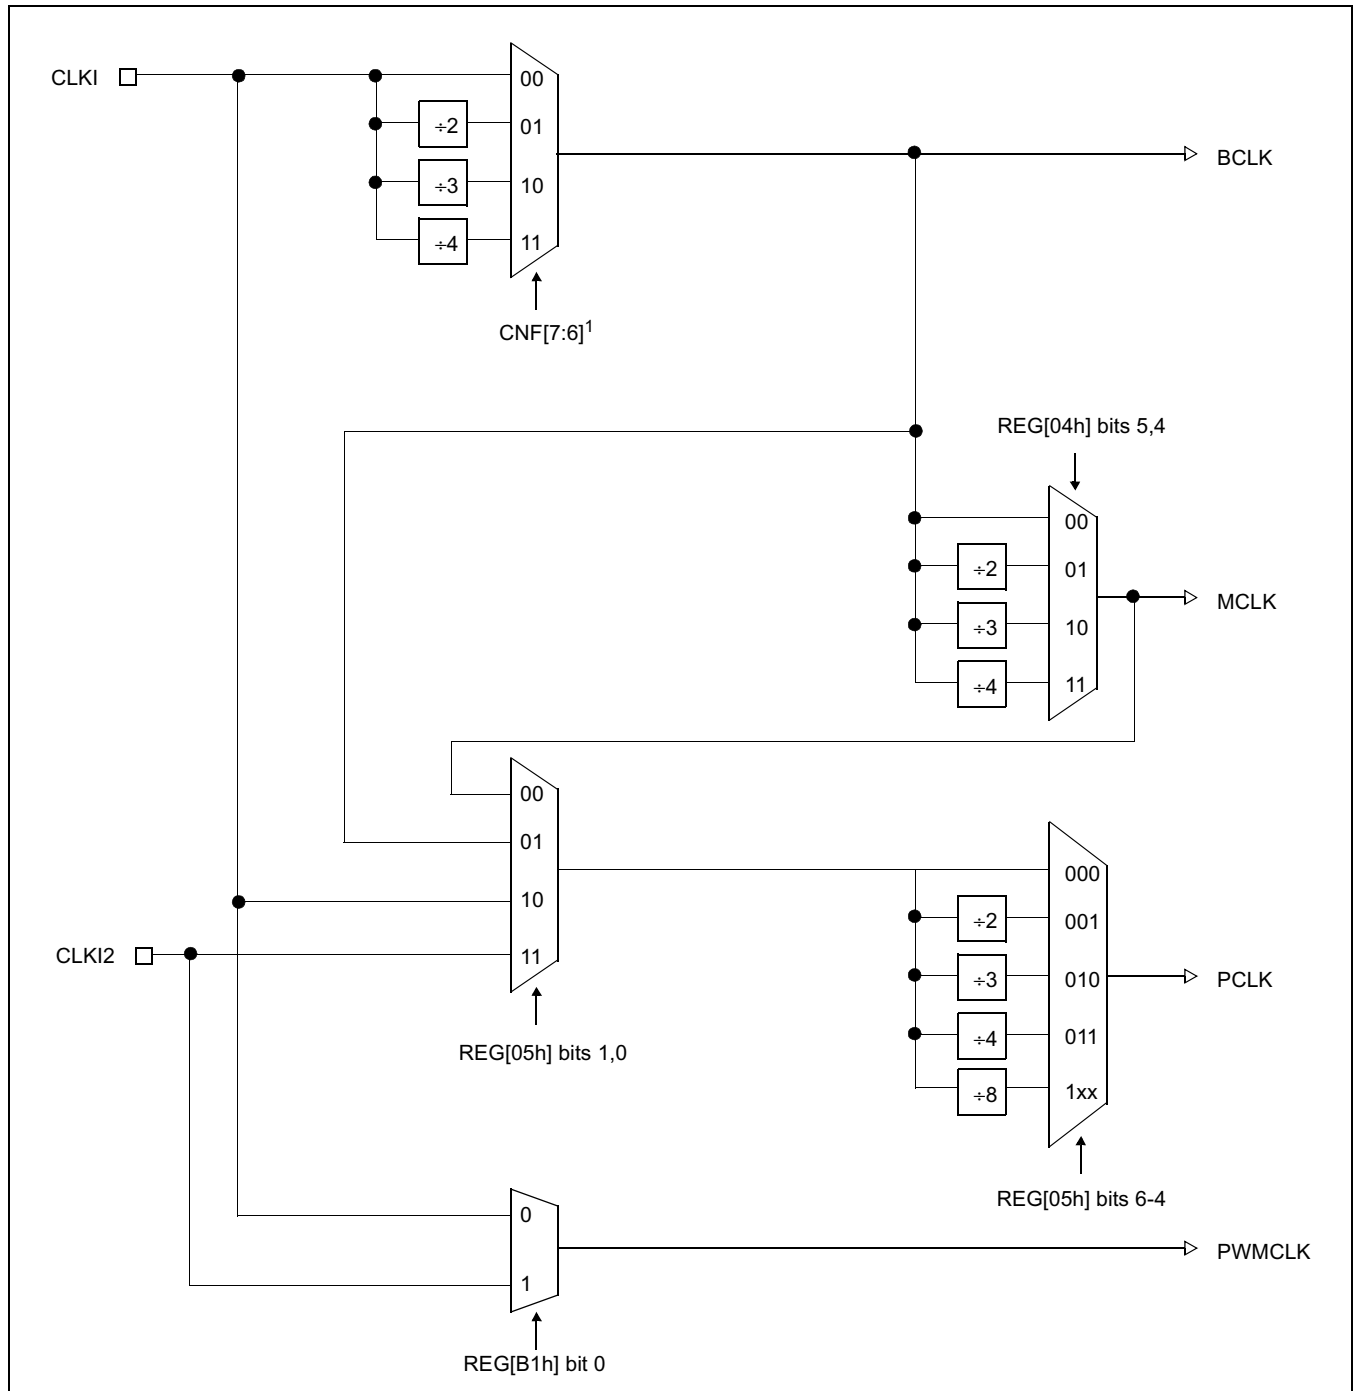 CLKI
00
÷2
01
BCLK
÷3
10
÷4
11
CNF[7:6]1
REG[04h] bits 5,4
00
÷2
01
MCLK
÷3
10
÷4
11
00
01
000
10
÷2
001
CLKI2
11
÷3
010
PCLK
÷4
011
REG[05h] bits 1,0
÷8
1xx
REG[05h] bits 6-4
0
PWMCLK
1
REG[B1h] bit 0